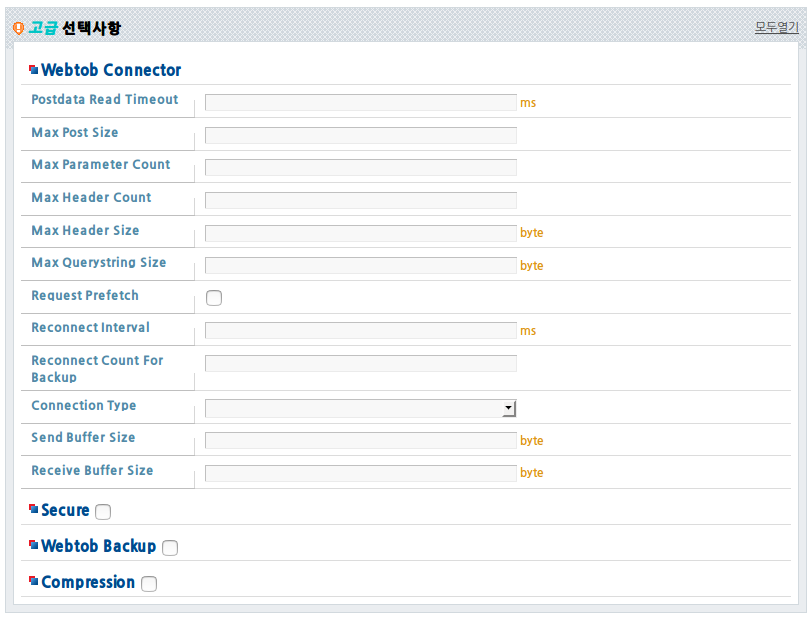 고급 선택사항
모두열기
Webtob Connector
Postdata Read Timeout
ms
Max Post Size
Max Parameter Count
Max Header Count
Max Header Size
byte
Max Querystring Size
byte
Request Prefetch
Reconnect Interval
ms
Reconnect Count For
Backup
Connection Type
Send Buffer Size
byte
Receive Buffer Size
byte
Secure
Webtob Backup
Compression